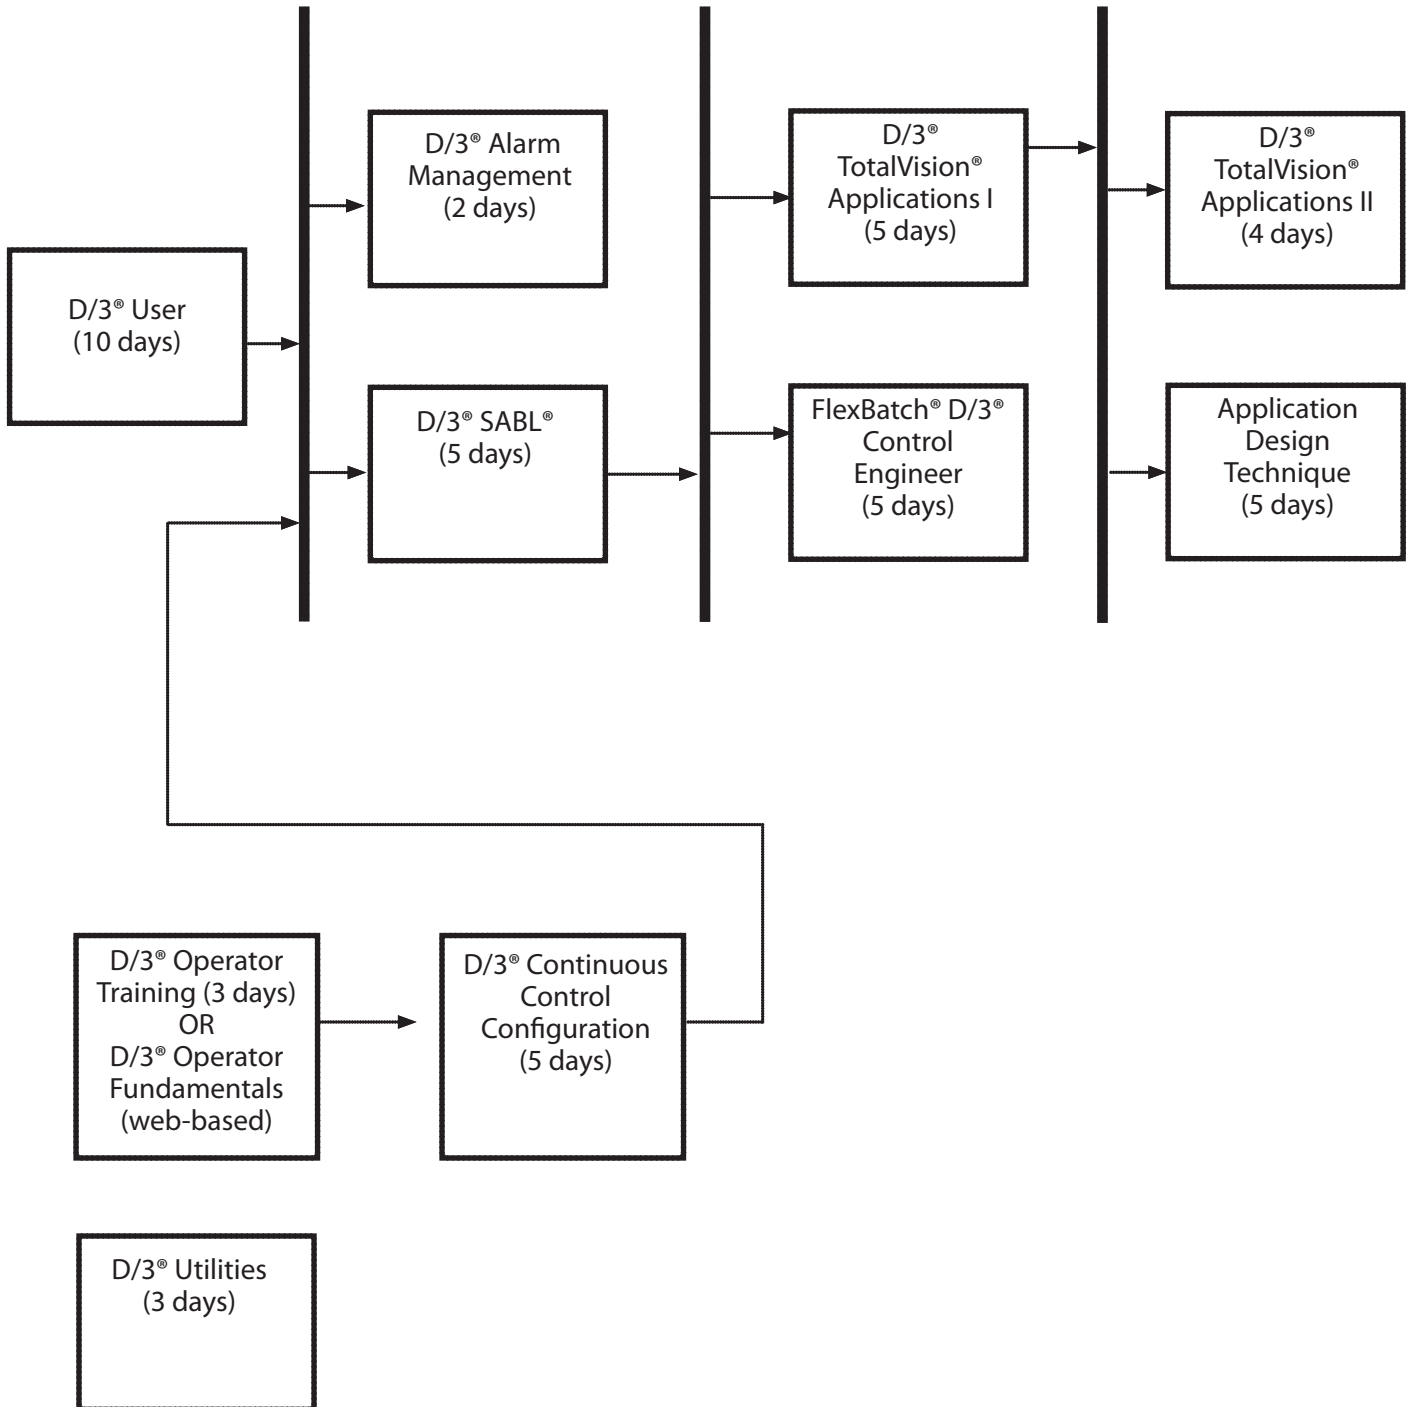 D/3® User
(10 days)
D/3® Alarm
Management
(2 days)
D/3® SABL®
(5 days)
D/3®
TotalVision®
Applications I
(5 days)
FlexBatch® D/3®
Control
Engineer
(5 days)
D/3®
TotalVision®
Applications II
(4 days)
Application
Design
Technique
(5 days)
D/3® Operator
Training (3 days)
OR
D/3® Operator
Fundamentals
(web-based)
D/3® Continuous
Control
Configuration
(5 days)
D/3® Utilities
(3 days)